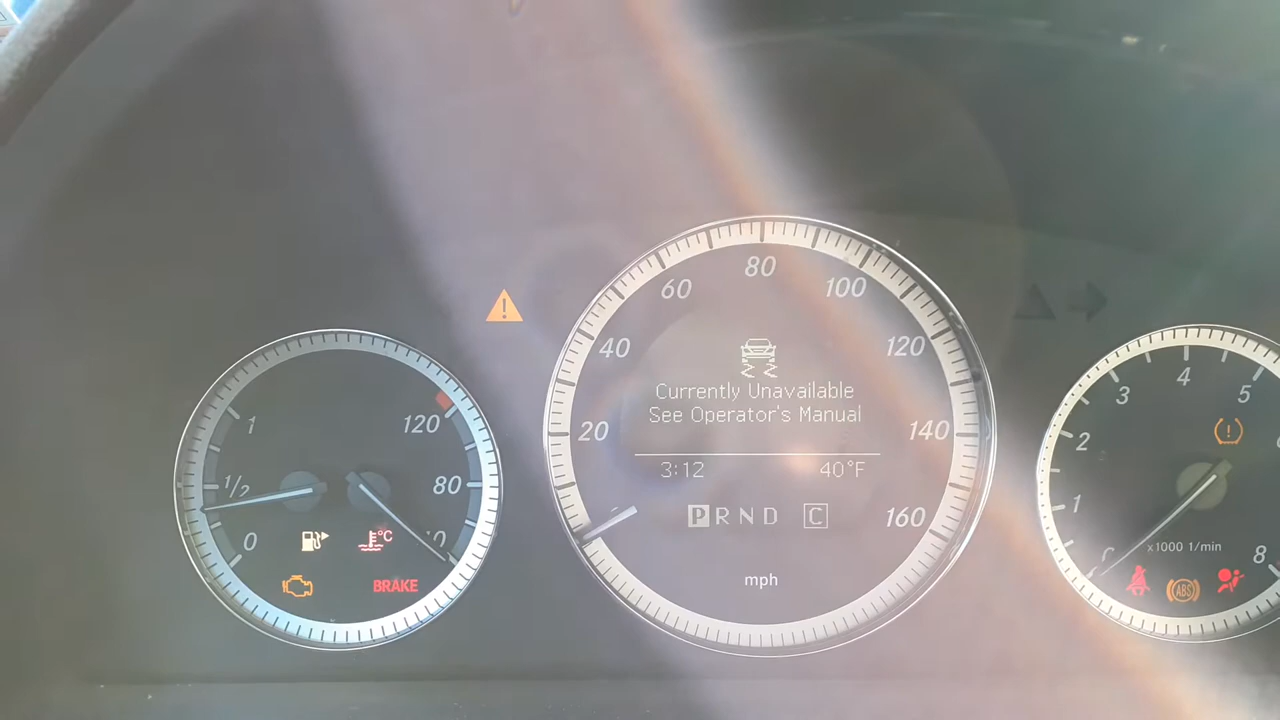 1
1/2
0
120
80
°C
BRAKE
20
40
60
80
100
120
140
160
Currently Unavailable
See Operator's Manual
3:12 40°F
P R N D C
mph
1
2
3
4
5
8
x1000 1/min
ABS